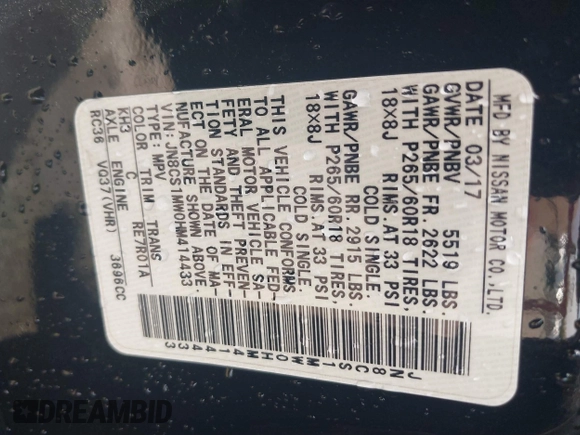 MFD BY NISSAN MOTOR CO.,LTD.
DATE: 03/17
GVWR/PNBV 5519 LBS.
GAWR/PNBE FR. 2622 LBS.
WITH P265/60R18 TIRES,
18X8J RIMS.AT 33 PSI
COLD SINGLE.
GAWR/PNBE RR 2915 LBS.
WITH P265/60R18 TIRES,
18X8J RIMS.AT 33 PSI
COLD SINGLE.
THIS VEHICLE CONFORMS
TO ALL APPLICABLE FED-
ERAL MOTOR VEHICLE SA-
FETY AND THEFT PREVEN-
TION STANDARDS IN EFF-
ECT ON THE DATE OF MA-
NUFACTURE SHOWN ABOVE.
VIN:JN8CS1MW0HM414433
TYPE:MPV
COLOR TRIM TRANS
KH3 C RE7R01A
AXLE ENGINE
RC36 VQ37(VHR) 3696CC
JN8CS1MW0HM414433
DREAMBID